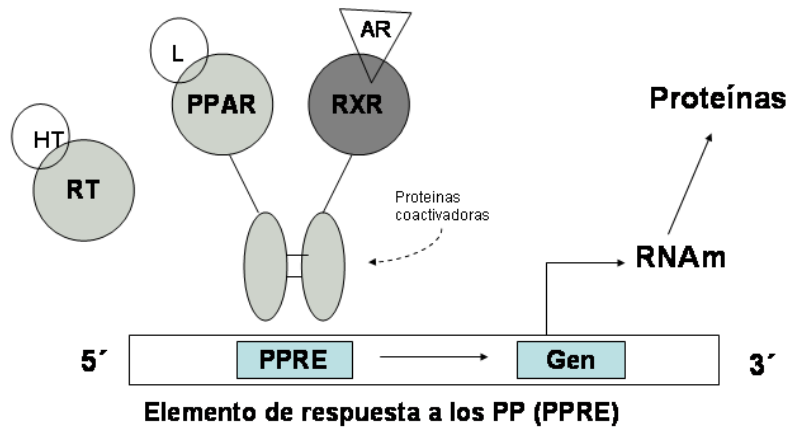 AR
L
PPAR
RXR
Proteínas
HT
RT
Proteinas
coactivadoras
RNAm
5´
PPRE
Gen
3´
Elemento de respuesta a los PP (PPRE)